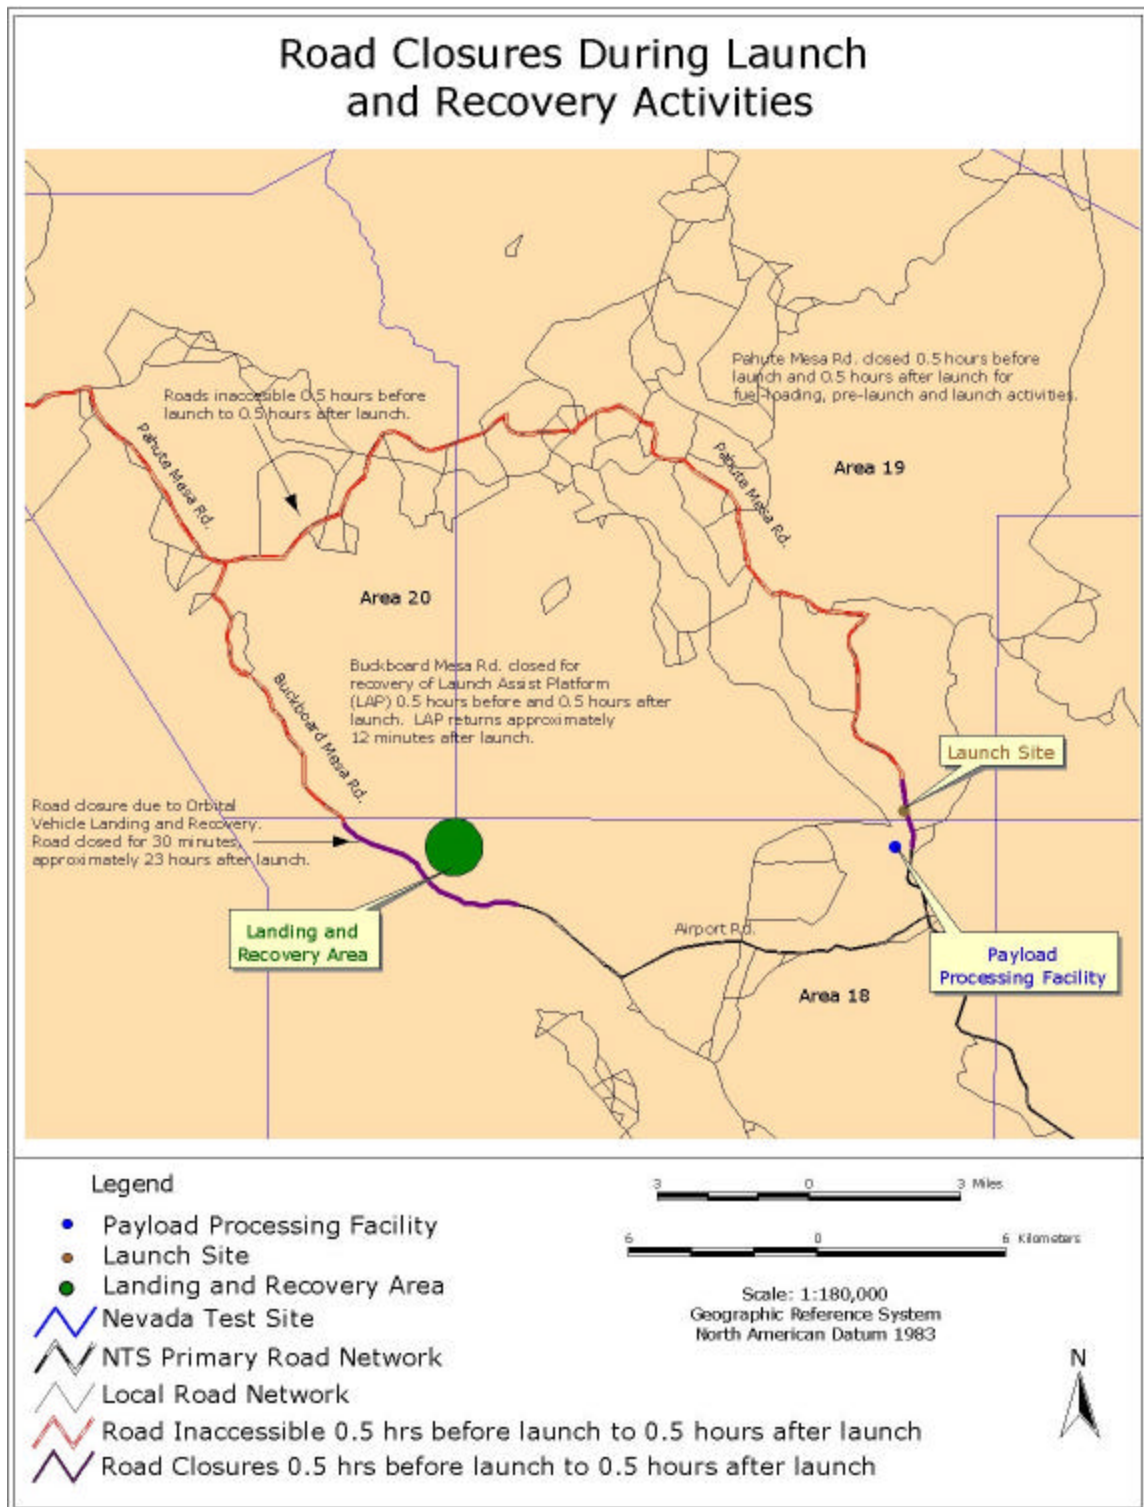 Road Closures During Launch
and Recovery Activities
Pahute Mesa Rd. closed 0.5 hours before
launch and 0.5 hours after launch for
fuel-loading, pre-launch and launch activities.
Roads inaccessible 0.5 hours before
launch to 0.5 hours after launch.
Pahute Mesa Rd.
Pahute Mesa Rd.
Area 19
Area 20
Buckboard Mesa Rd. closed for
recovery of Launch Assist Platform
(LAP) 0.5 hours before and 0.5 hours after
launch. LAP returns approximately
12 minutes after launch.
Buckboard Mesa Rd.
Launch Site
Road closure due to Orbital
Vehicle Landing and Recovery.
Road closed for 30 minutes,
approximately 23 hours after launch.
Landing and
Recovery Area
Airport Rd.
Payload
Processing Facility
Area 18
Legend
Payload Processing Facility
Launch Site
Landing and Recovery Area
Nevada Test Site
NTS Primary Road Network
Local Road Network
Road Inaccessible 0.5 hrs before launch to 0.5 hours after launch
Road Closures 0.5 hrs before launch to 0.5 hours after launch
3 0 3 Miles
6 0 6 Kilometers
Scale: 1:180,000
Geographic Reference System
North American Datum 1983
N